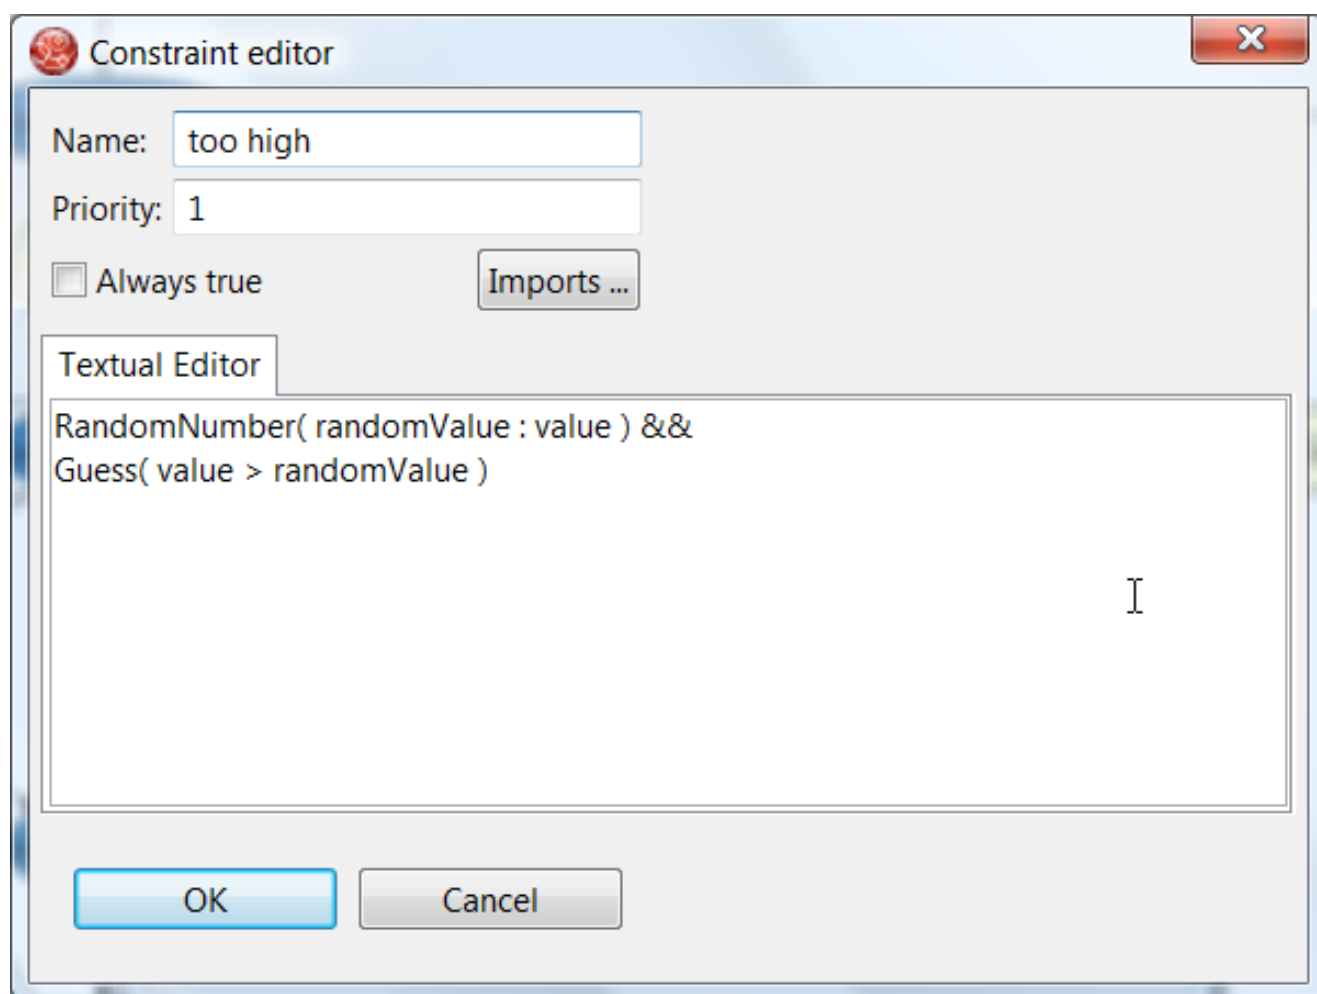 Constraint editor
Name: too high
Priority: 1
Always true Imports ...
Textual Editor
RandomNumber( randomValue : value ) &&
Guess( value > randomValue )
OK Cancel